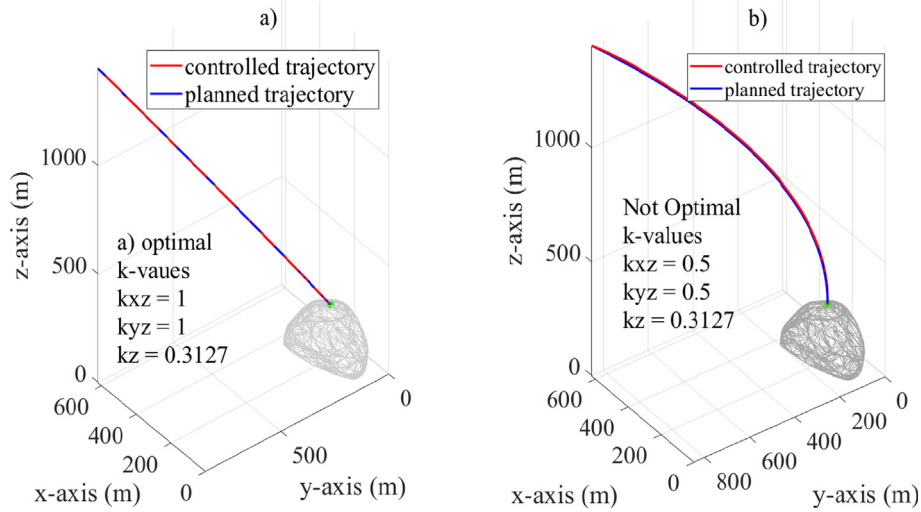 a)
controlled trajectory
planned trajectory
z-axis (m)
1000
500
0
a) optimal
k-vaues
kxz = 1
kyz = 1
kz = 0.3127
600
400
200
0
x-axis (m)
500
0
y-axis (m)
b)
controlled trajectory
planned trajectory
z-axis (m)
1000
500
0
Not Optimal
k-values
kxz = 0.5
kyz = 0.5
kz = 0.3127
600
400
200
0
x-axis (m)
800
600
400
200
0
y-axis (m)